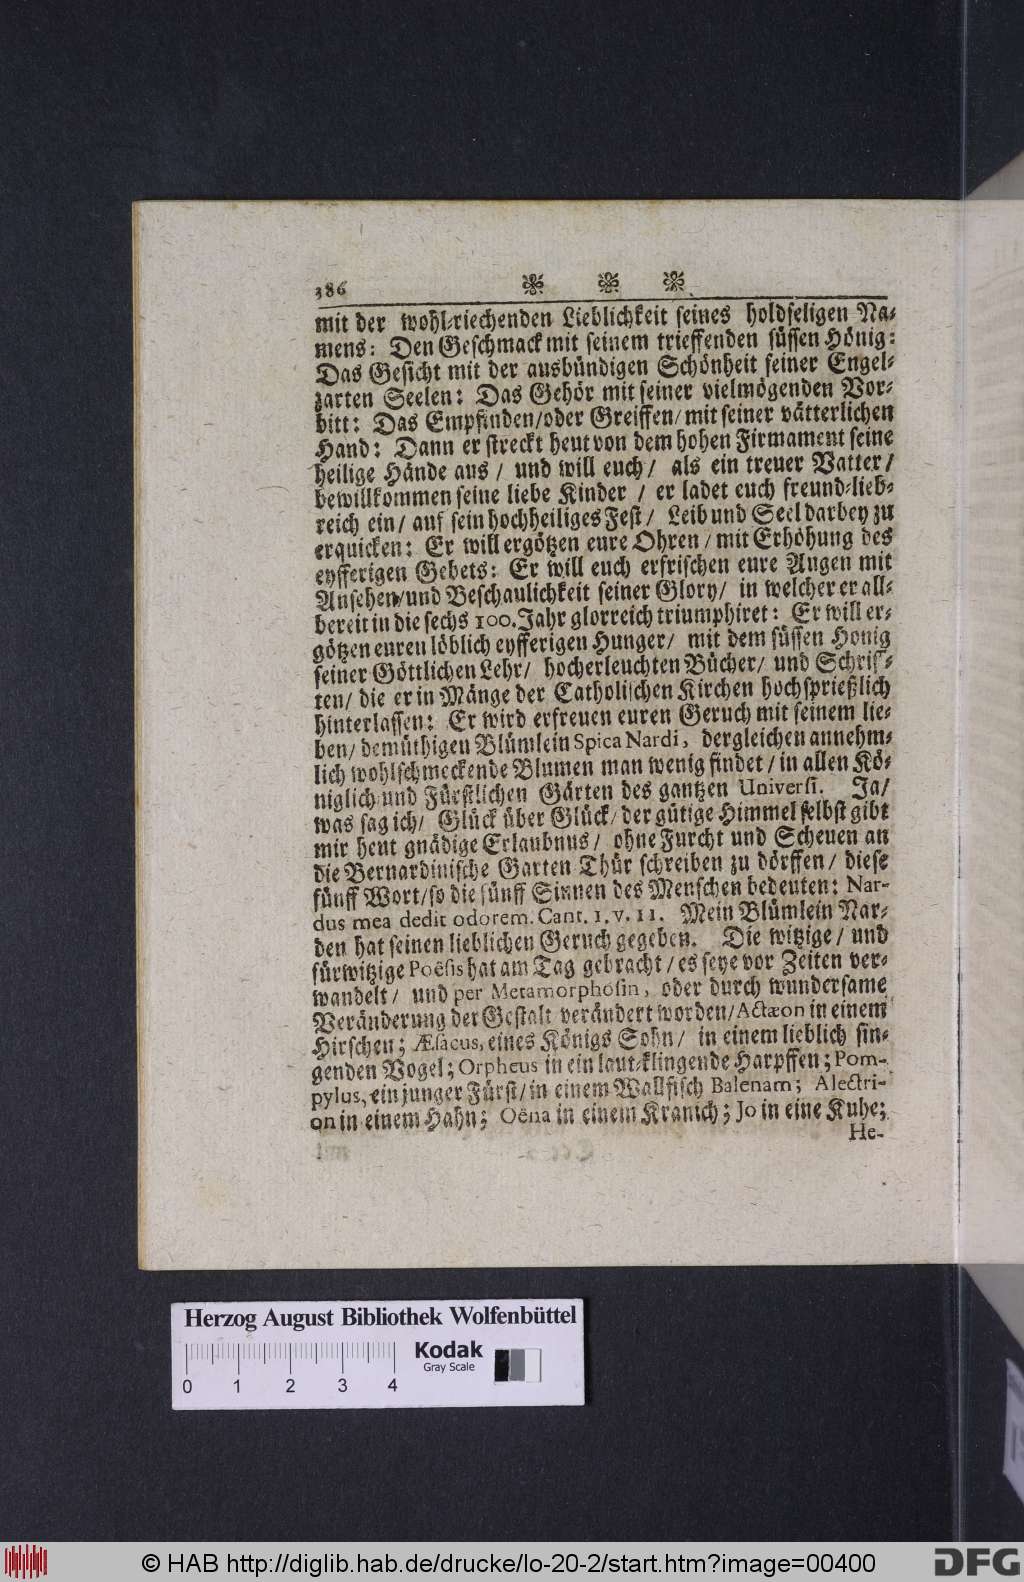 386
mit der wohl-riechenden Lieblichkeit seines holdseligen Na-
mens: Den Geschmack mit seinem trieffenden süssen Hönig:
Das Gesicht mit der ausbündigen Schönheit seiner Engel-
zarten Seelen: Das Gehör mit seiner vielmögenden Vor-
bitt: Das Empfinden/oder Greiffen/ mit seiner vätterlichen
Hand: Dann er streckt heut von dem hohen Firmament seine
heilige Hände aus / und will euch / als ein treuer Vatter /
bewillkommen seine liebe Kinder / er ladet euch freund-lieb-
reich ein / auf sein hochheiliges Fest / Leib und Seel darbey zu
erquicken: Er will ergötzen eure Ohren / mit Erhöhung des
eyfferigen Gebets: Er will euch erfrischen eure Augen mit
Ansehen/und Beschaulichkeit seiner Glory / in welcher er all-
bereit in die sechs 100. Jahr glorreich triumphiret: Er will er-
götzen euren löblich eyfferigen Hunger / mit dem süssen Honig
seiner Göttlichen Lehr / hocherleuchten Bücher / und Schrif-
ten / die er in Mänge der Catholischen Kirchen hochsprießlich
hinterlassen: Er wird erfreuen euren Geruch mit seinem lie-
ben / demüthigen Blümlein Spica Nardi, dergleichen annehm-
lich wohlschmeckende Blumen man wenig findet / in allen Kö-
niglich und Fürstlichen Gärten des gantzen Universi. Ja /
was sag ich / Glück über Glück / der gütige Himmel selbst gibt
mir heut gnädige Erlaubnus / ohne Furcht und Scheuen an
die Bernardinische Garten Thür schreiben zu dörffen / diese
fünff Wort / so die fünff Sinnen des Menschen bedeuten: Nar-
dus mea dedit odorem. Cant. 1. v. 11. Mein Blümlein Nar-
den hat seinen lieblichen Geruch gegeben. Die witzige / und
fürwitzige Poësis hat am Tag gebracht / es seye vor Zeiten ver-
wandelt / und per Metamorphosin, oder durch wundersame
Veränderung der Gestalt verändert worden / Actæon in einem
Hirschen; Æsacus, eines Königs Sohn / in einem lieblich sin-
genden Vogel; Orpheus in ein laut-klingende Harpffen; Pom-
pylus, ein junger Fürst / in einem Wallfisch Balenam; Alectri-
on in einem Hahn; Oëna in einem Kranich; Jo in eine Kuhe;
He-
Herzog August Bibliothek Wolfenbüttel
Kodak
Gray Scale
0 1 2 3 4
© HAB http://diglib.hab.de/drucke/lo-20-2/start.htm?image=00400
DFG